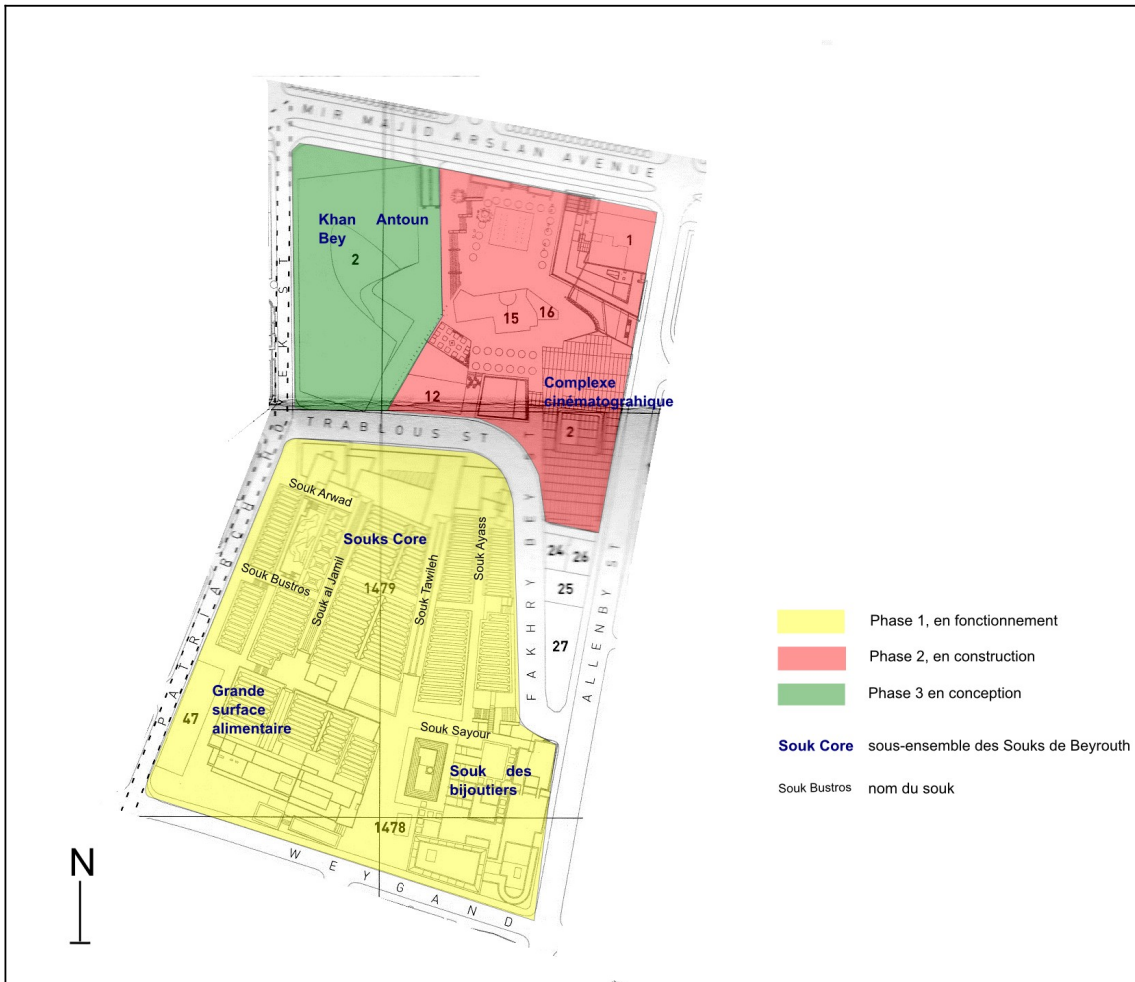 MIR MAJID ARSLAN AVENUE
Khan Antoun
Bey
2
1
15
16
12
Complexe
cinématograhique
2
TRABLOUS ST
Souk Arwad
Souks Core
1479
Souk Bustros
Souk al Jamil
Souk Tawileh
Souk Ayass
FAKHRY BEY ST
24
26
25
27
ALLENBY ST
47
Grande
surface
alimentaire
Souk Sayour
Souk des
bijoutiers
1478
WEYGAND
N
Phase 1, en fonctionnement
Phase 2, en construction
Phase 3 en conception
Souk Core sous-ensemble des Souks de Beyrouth
Souk Bustros nom du souk